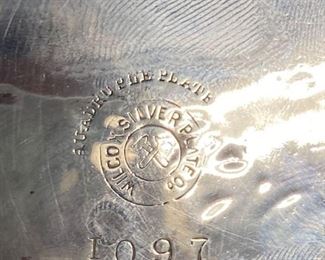 QUADRUPLE PLATE
WILCOX SILVER PLATE CO.
1097